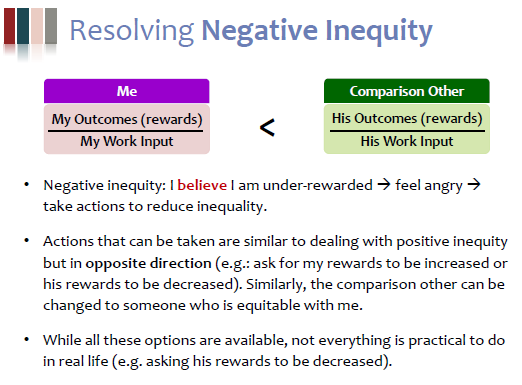 Resolving Negative Inequity
Me
My Outcomes (rewards)
My Work Input
<
Comparison Other
His Outcomes (rewards)
His Work Input
• Negative inequity: I believe I am under-rewarded → feel angry →
take actions to reduce inequality.
• Actions that can be taken are similar to dealing with positive inequity
but in opposite direction (e.g.: ask for my rewards to be increased or
his rewards to be decreased). Similarly, the comparison other can be
changed to someone who is equitable with me.
• While all these options are available, not everything is practical to do
in real life (e.g. asking his rewards to be decreased).